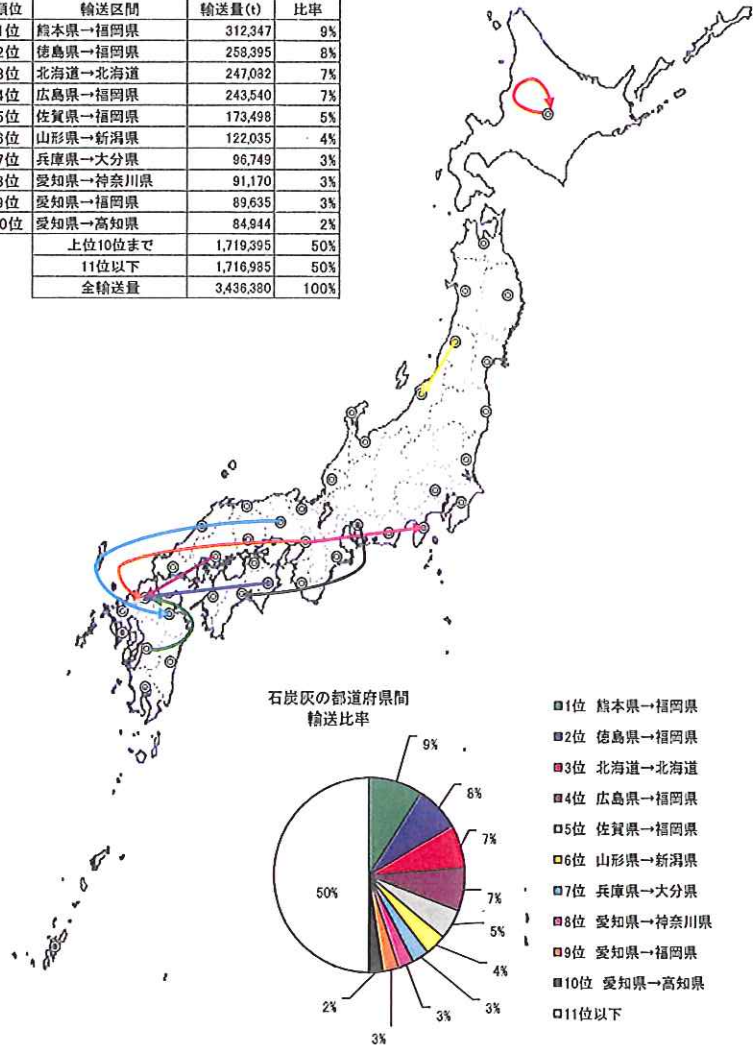 順位 輸送区間 輸送量(t) 比率
1位 熊本県→福岡県 312,347 9%
2位 徳島県→福岡県 258,395 8%
3位 北海道→北海道 247,082 7%
4位 広島県→福岡県 243,540 7%
5位 佐賀県→福岡県 173,498 5%
6位 山形県→新潟県 122,035 4%
7位 兵庫県→大分県 96,749 3%
8位 愛知県→神奈川県 91,170 3%
9位 愛知県→福岡県 89,635 3%
10位 愛知県→高知県 84,944 2%
上位10位まで 1,719,395 50%
11位以下 1,716,985 50%
全輸送量 3,436,380 100%
石炭灰の都道府県間
輸送比率
9%
8%
7%
7%
5%
4%
3%
3%
3%
2%
50%
1位 熊本県→福岡県
2位 徳島県→福岡県
3位 北海道→北海道
4位 広島県→福岡県
5位 佐賀県→福岡県
6位 山形県→新潟県
7位 兵庫県→大分県
8位 愛知県→神奈川県
9位 愛知県→福岡県
10位 愛知県→高知県
11位以下